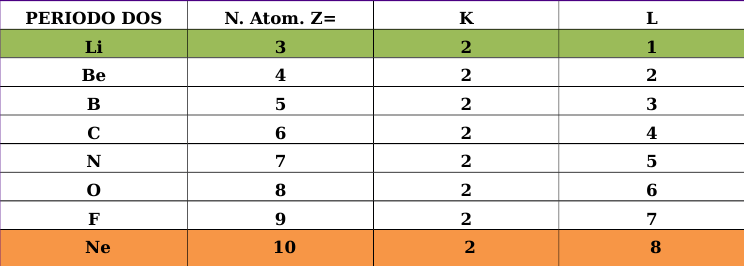 PERIODO DOS N. Atom. Z= K L
Li 3 2 1
Be 4 2 2
B 5 2 3
C 6 2 4
N 7 2 5
O 8 2 6
F 9 2 7
Ne 10 2 8